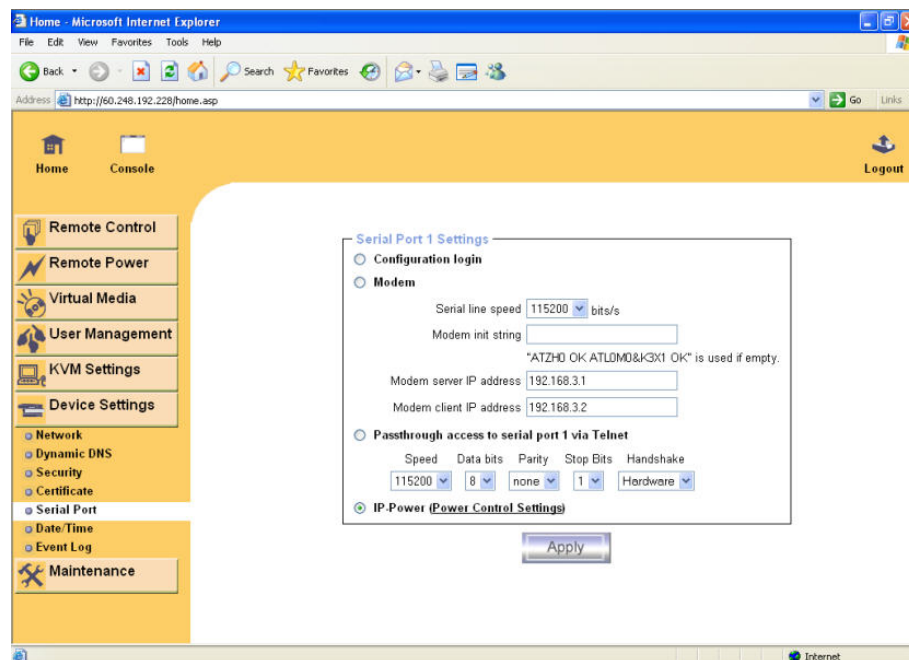 Home - Microsoft Internet Explorer
File Edit View Favorites Tools Help
Back Search Favorites
Address http://60.248.192.228/home.asp Go Links
Home Console Logout
Remote Control
Remote Power
Virtual Media
User Management
KVM Settings
Device Settings
Network
Dynamic DNS
Security
Certificate
Serial Port
Date/Time
Event Log
Maintenance
Serial Port 1 Settings
Configuration login
Modem
Serial line speed 115200 bits/s
Modem init string
"ATZH0 OK ATL0M0&K3X1 OK" is used if empty.
Modem server IP address 192.168.3.1
Modem client IP address 192.168.3.2
Passthrough access to serial port 1 via Telnet
Speed Data bits Parity Stop Bits Handshake
115200 8 none 1 Hardware
IP-Power (Power Control Settings)
Apply
Internet